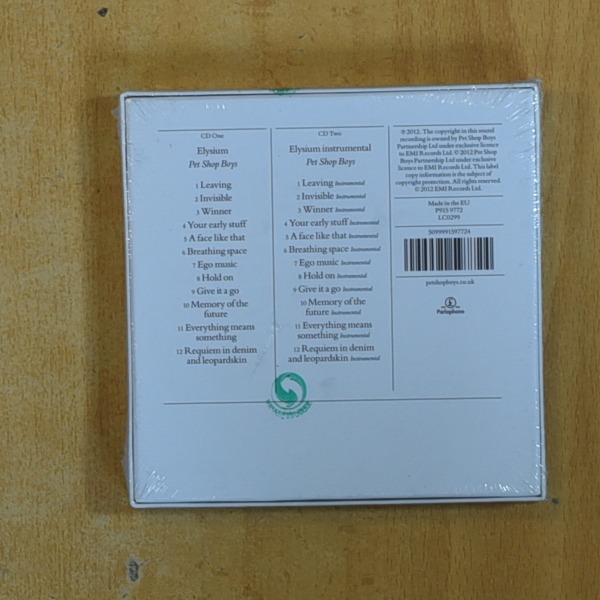 CD One
Elysium
Pet Shop Boys
1 Leaving
2 Invisible
3 Winner
4 Your early stuff
5 A face like that
6 Breathing space
7 Ego music
8 Hold on
9 Give it a go
10 Memory of the
future
11 Everything means
something
12 Requiem in denim
and leopardskin
CD Two
Elysium instrumental
Pet Shop Boys
1 Leaving Instrumental
2 Invisible Instrumental
3 Winner Instrumental
4 Your early stuff Instrumental
5 A face like that Instrumental
6 Breathing space Instrumental
7 Ego music Instrumental
8 Hold on Instrumental
9 Give it a go Instrumental
10 Memory of the
future Instrumental
11 Everything means
something Instrumental
12 Requiem in denim
and leopardskin Instrumental
℗ 2012. The copyright in this sound
recording is owned by Pet Shop Boys
Partnership Ltd under exclusive licence
to EMI Records Ltd. © 2012 Pet Shop
Boys Partnership Ltd under exclusive
licence to EMI Records Ltd. This label
copy information is the subject of
copyright protection. All rights reserved.
© 2012 EMI Records Ltd.
Made in the EU
P915 9772
LC0299
5099991597724
petshopboys.co.uk
Parlophone